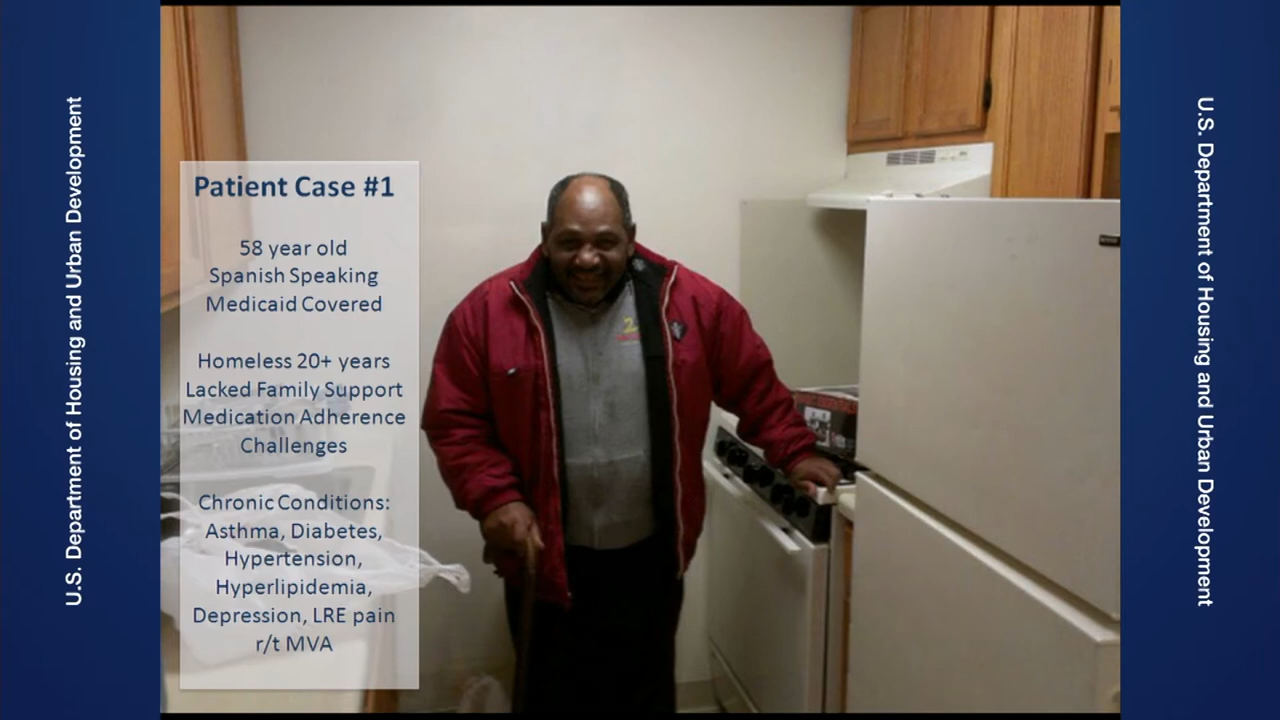 U.S. Department of Housing and Urban Development
Patient Case #1
58 year old
Spanish Speaking
Medicaid Covered
Homeless 20+ years
Lacked Family Support
Medication Adherence
Challenges
Chronic Conditions:
Asthma, Diabetes,
Hypertension,
Hyperlipidemia,
Depression, LRE pain
r/t MVA
2
U.S. Department of Housing and Urban Development